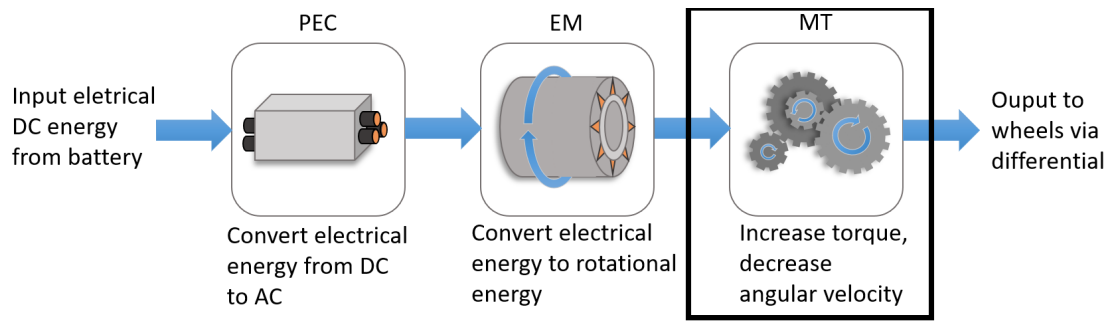 PEC
EM
MT
Input eletrical
DC energy
from battery
Ouput to
wheels via
differential
Convert electrical
energy from DC
to AC
Convert electrical
energy to rotational
energy
Increase torque,
decrease
angular velocity